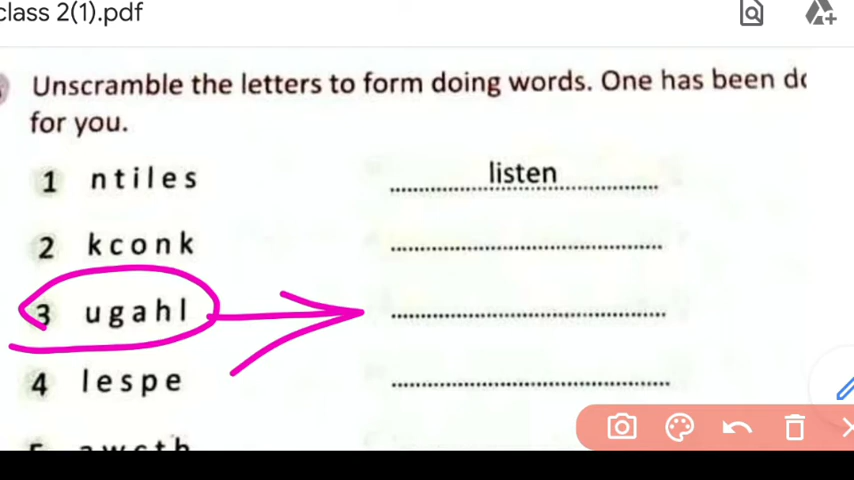 class 2(1).pdf
Unscramble the letters to form doing words. One has been
for you.
1 ntiles listen
2 kconk
3 ugahl
4 lespe